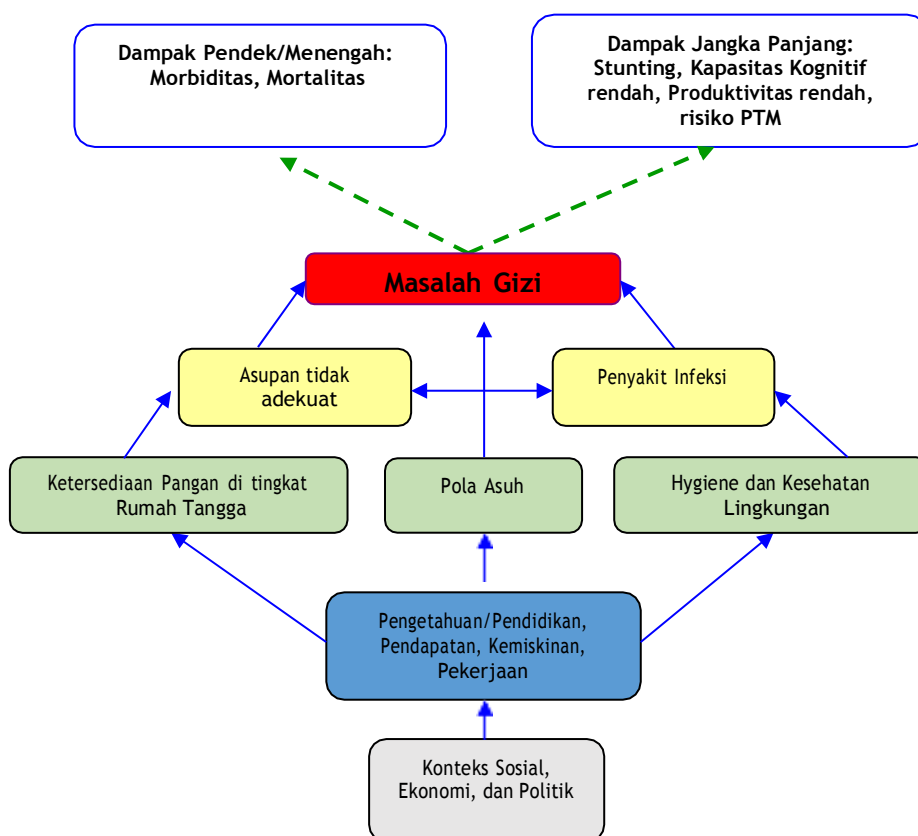 Dampak Pendek/Menengah:
Morbiditas, Mortalitas
Dampak Jangka Panjang:
Stunting, Kapasitas Kognitif
rendah, Produktivitas rendah,
risiko PTM
Masalah Gizi
Asupan tidak
adekuat
Penyakit Infeksi
Ketersediaan Pangan di tingkat
Rumah Tangga
Pola Asuh
Hygiene dan Kesehatan
Lingkungan
Pengetahuan/Pendidikan,
Pendapatan, Kemiskinan,
Pekerjaan
Konteks Sosial,
Ekonomi, dan Politik